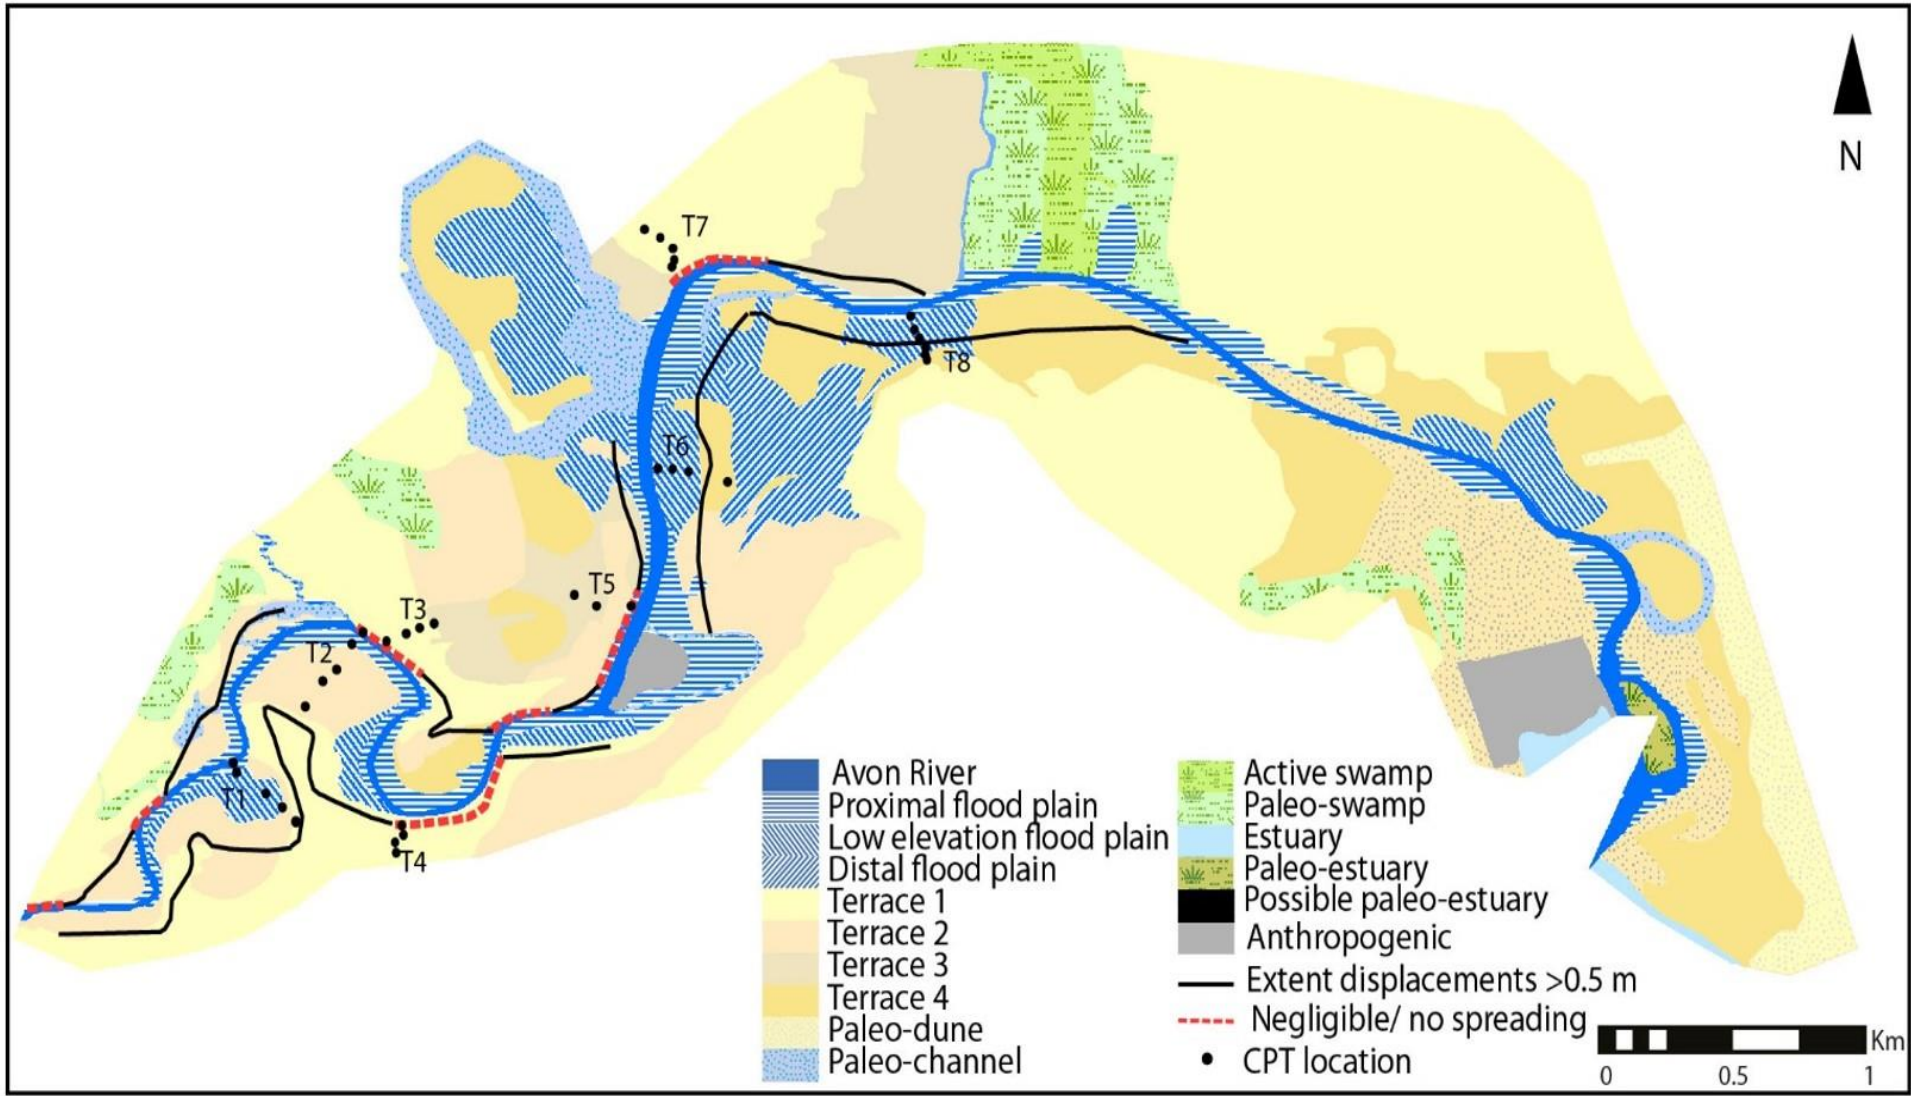 N
T7
T8
T6
T5
T3
T2
T1
T4
Avon River
Proximal flood plain
Low elevation flood plain
Distal flood plain
Terrace 1
Terrace 2
Terrace 3
Terrace 4
Paleo-dune
Paleo-channel
Active swamp
Paleo-swamp
Estuary
Paleo-estuary
Possible paleo-estuary
Anthropogenic
Extent displacements >0.5 m
Negligible/ no spreading
CPT location
Km
0 0.5 1